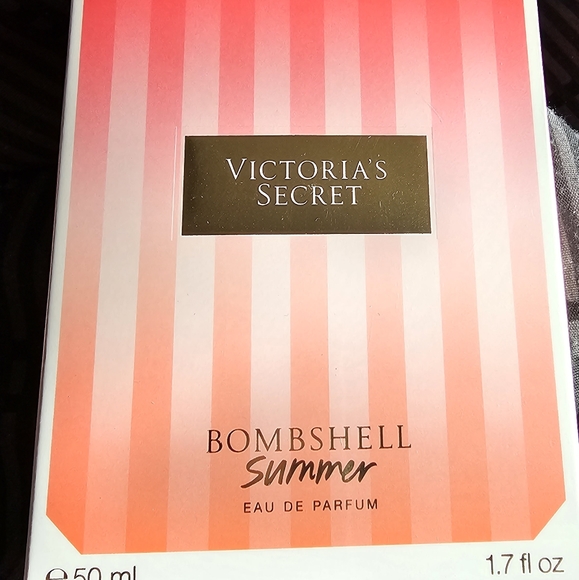 VICTORIA'S
SECRET
BOMBSHELL
Summer
EAU DE PARFUM
℮ 50 ml
1.7 fl oz